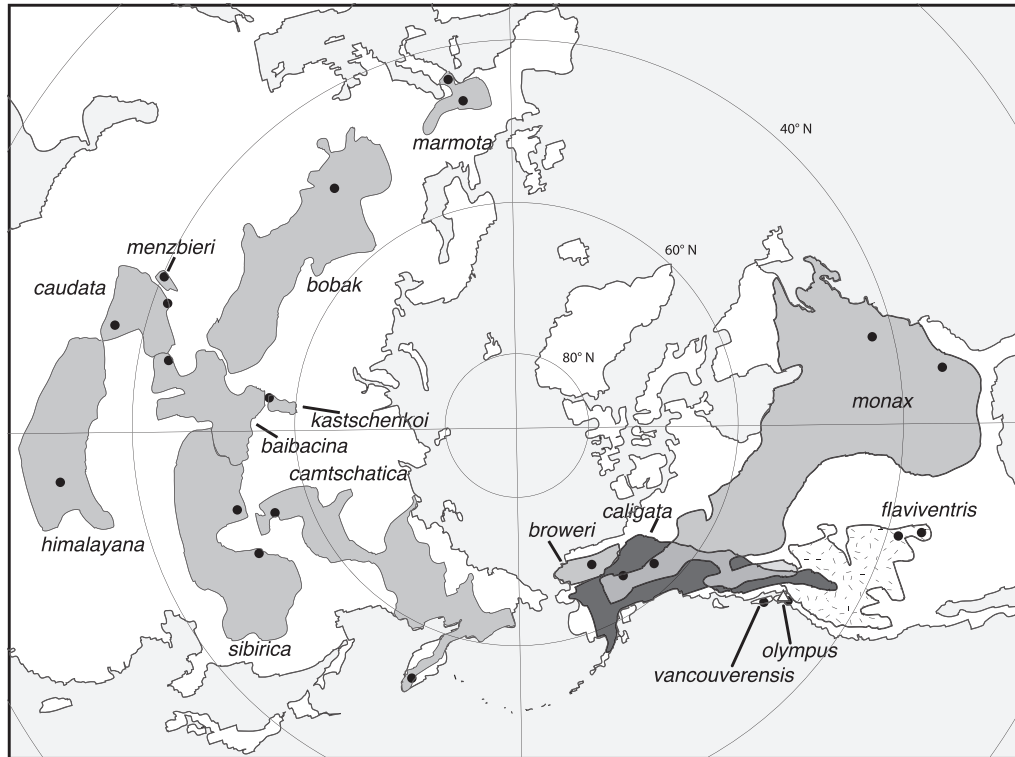 40° N
marmota
menzbieri
60° N
caudata
bobak
80° N
monax
kastschenkoi
baibacina
camtschatica
caligata
flaviventris
broweri
himalayana
sibirica
olympus
vancouverensis